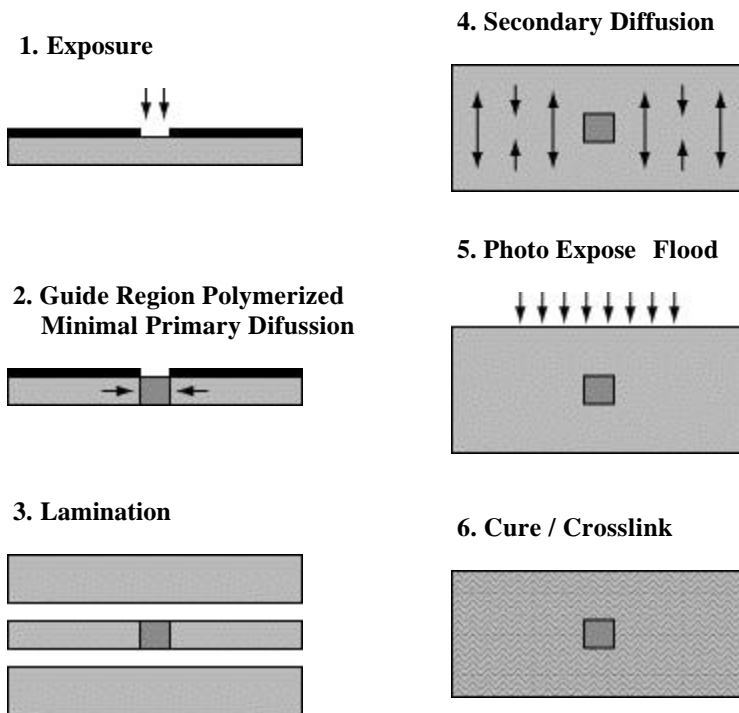 1. Exposure
2. Guide Region Polymerized
Minimal Primary Difussion
3. Lamination
4. Secondary Diffusion
5. Photo Expose Flood
6. Cure / Crosslink